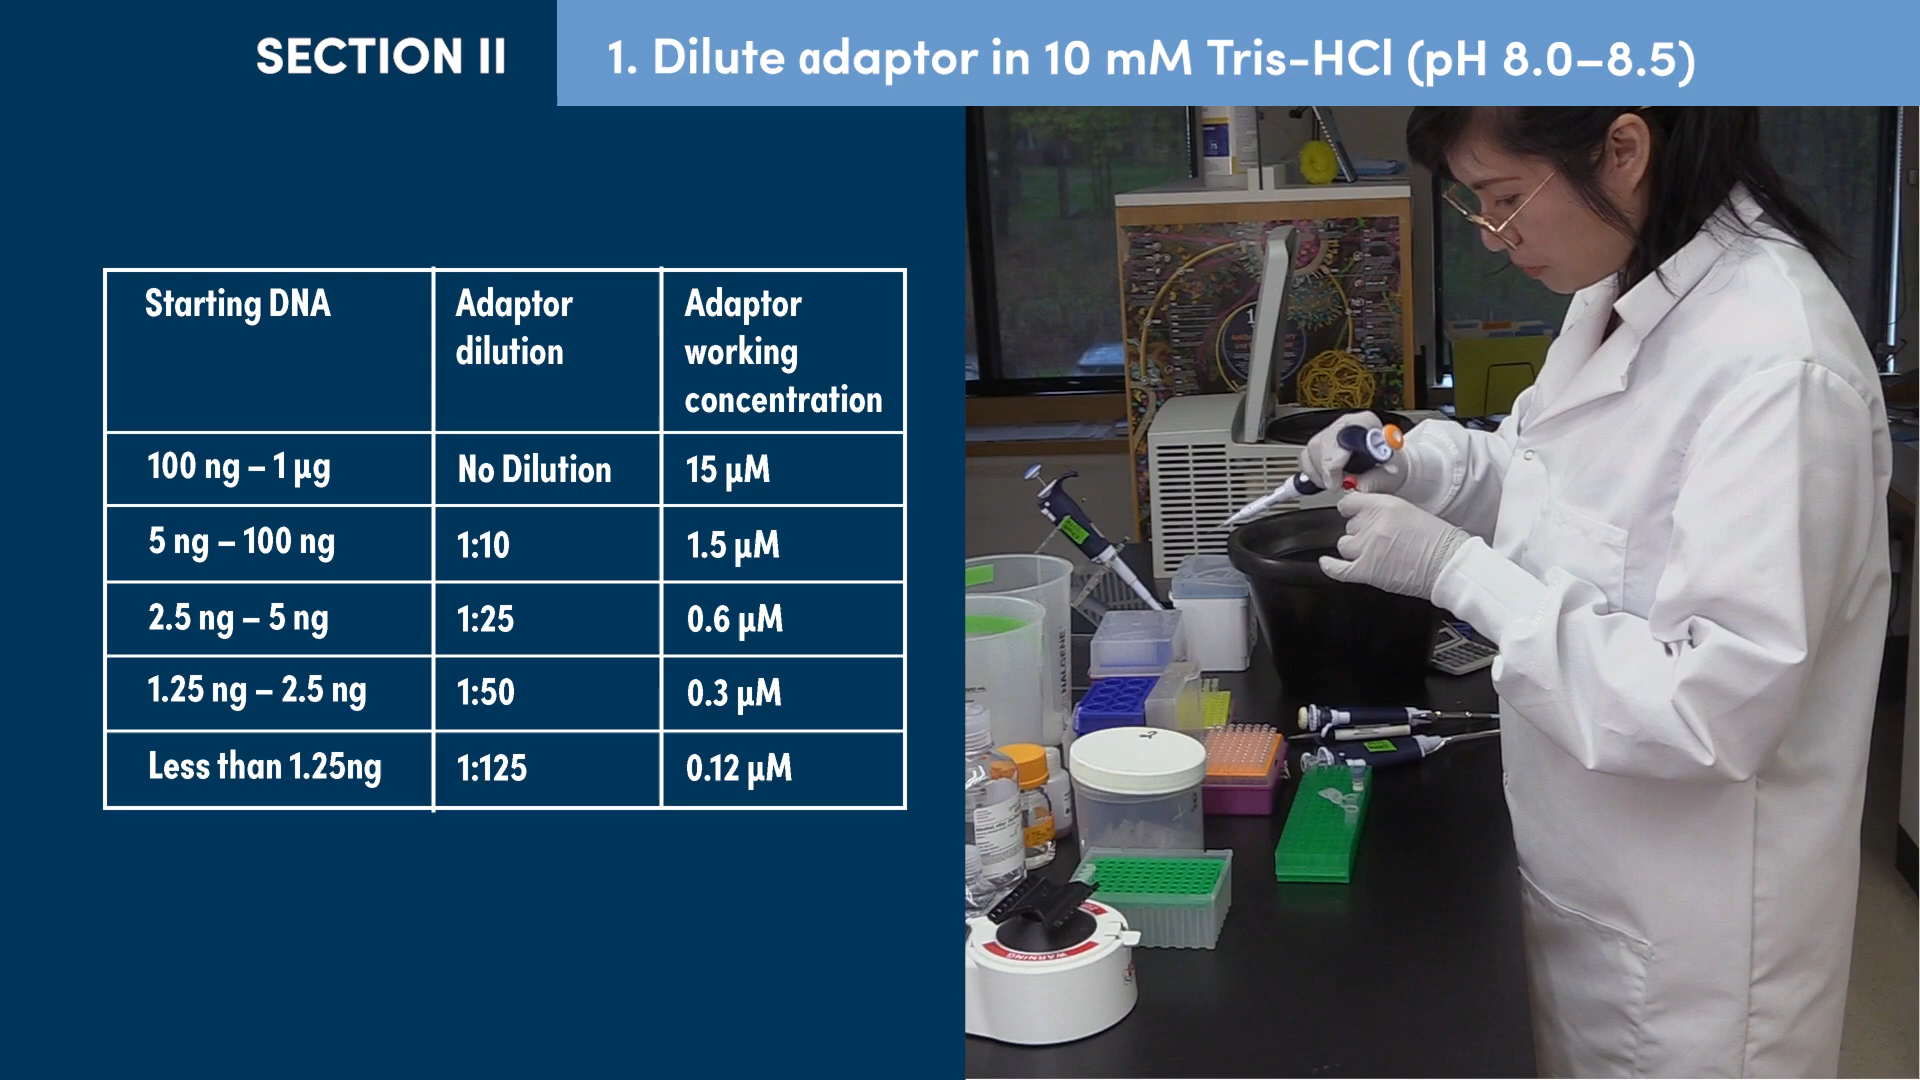 SECTION II
1. Dilute adaptor in 10 mM Tris-HCl (pH 8.0–8.5)
Starting DNA
Adaptor
dilution
Adaptor
working
concentration
100 ng – 1 µg
No Dilution
15 µM
5 ng – 100 ng
1:10
1.5 µM
2.5 ng – 5 ng
1:25
0.6 µM
1.25 ng – 2.5 ng
1:50
0.3 µM
Less than 1.25ng
1:125
0.12 µM
WARNING